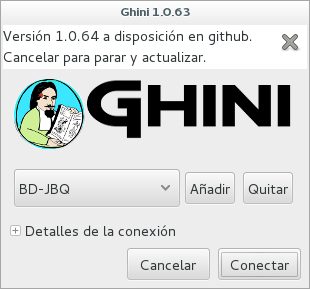 Ghini 1.0.63
Versión 1.0.64 a disposición en github.
Cancelar para parar y actualizar.
GHINI
BD-JBQ
Añadir
Quitar
Detalles de la conexión
Cancelar
Conectar